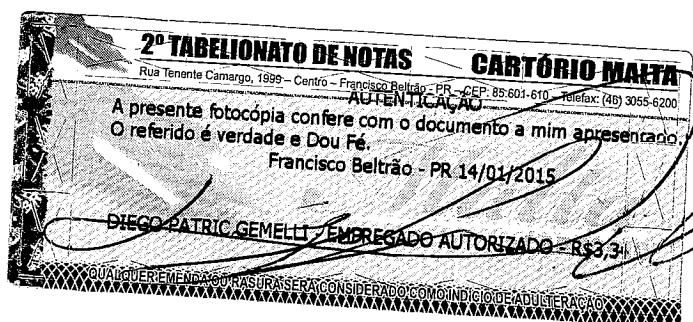 2º TABELIONATO DE NOTAS CARTÓRIO MALTA
Rua Tenente Camargo, 1999 – Centro – Francisco Beltrão - PR – CEP: 85.601-610 - Telefax: (46) 3055-6200
AUTENTICAÇÃO
A presente fotocópia confere com o documento a mim apresentado.
O referido é verdade e Dou Fé.
Francisco Beltrão - PR 14/01/2015
DIEGO PATRIC GEMELLI - EMPREGADO AUTORIZADO - R$3,3
QUALQUER EMENDA OU RASURA SERÁ CONSIDERADO COMO INDÍCIO DE ADULTERAÇÃO